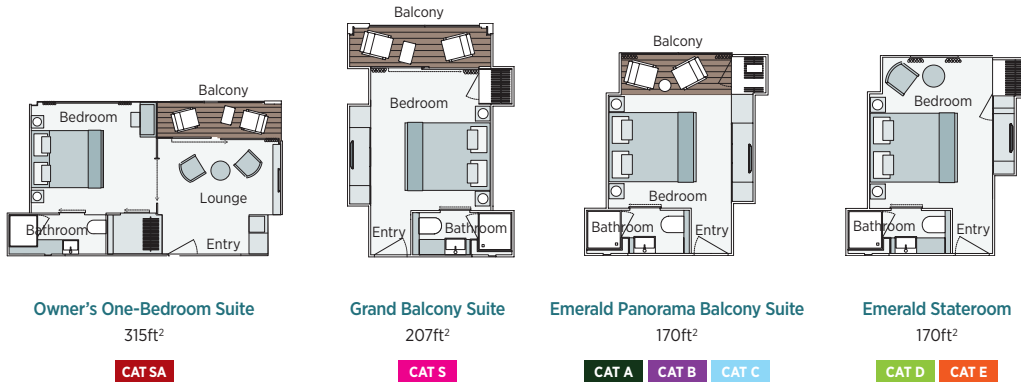 Balcony
Bedroom
Lounge
Bathroom
Entry
Owner's One-Bedroom Suite
315ft²
CAT SA
Balcony
Bedroom
Entry
Bathroom
Grand Balcony Suite
207ft²
CAT S
Balcony
Bedroom
Bathroom
Entry
Emerald Panorama Balcony Suite
170ft²
CAT A
CAT B
CAT C
Bedroom
Bathroom
Entry
Emerald Stateroom
170ft²
CAT D
CAT E